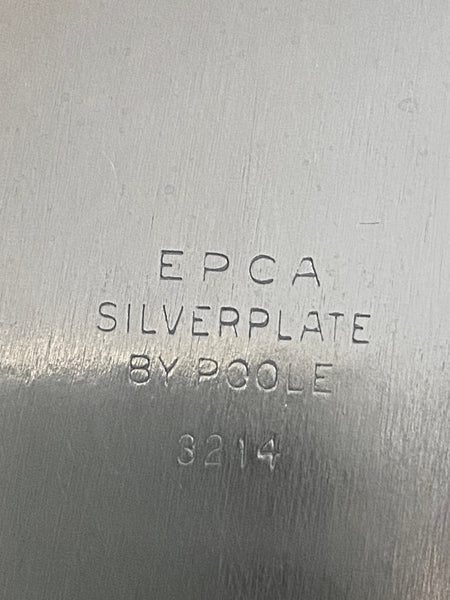 EPCA
SILVERPLATE
BY POOLE
3214